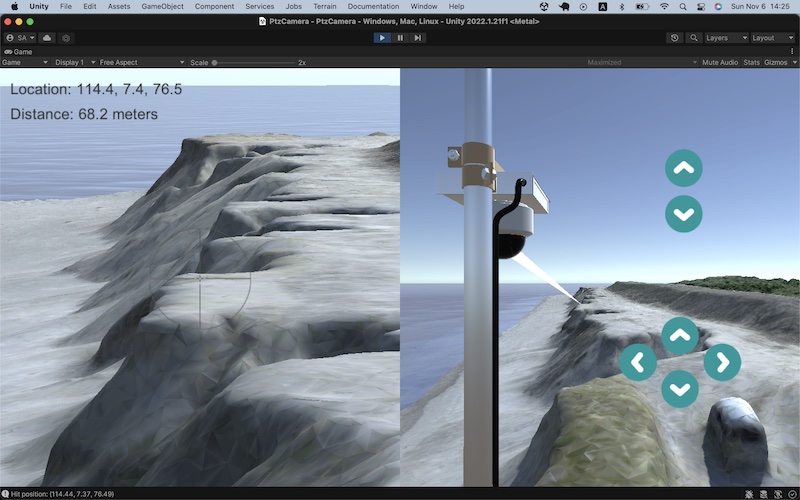 Unity File Edit Assets GameObject Component Services Jobs Terrain Documentation Window Help A Sun Nov 6 14:25
PtzCamera - PtzCamera - Windows, Mac, Linux - Unity 2022.1.21f1 <Metal>
SA Layers Layout
Game
Game Display 1 Free Aspect Scale 2x Maximized Mute Audio Stats Gizmos
Location: 114.4, 7.4, 76.5
Distance: 68.2 meters
Hit position: (114.44, 7.37, 76.49)